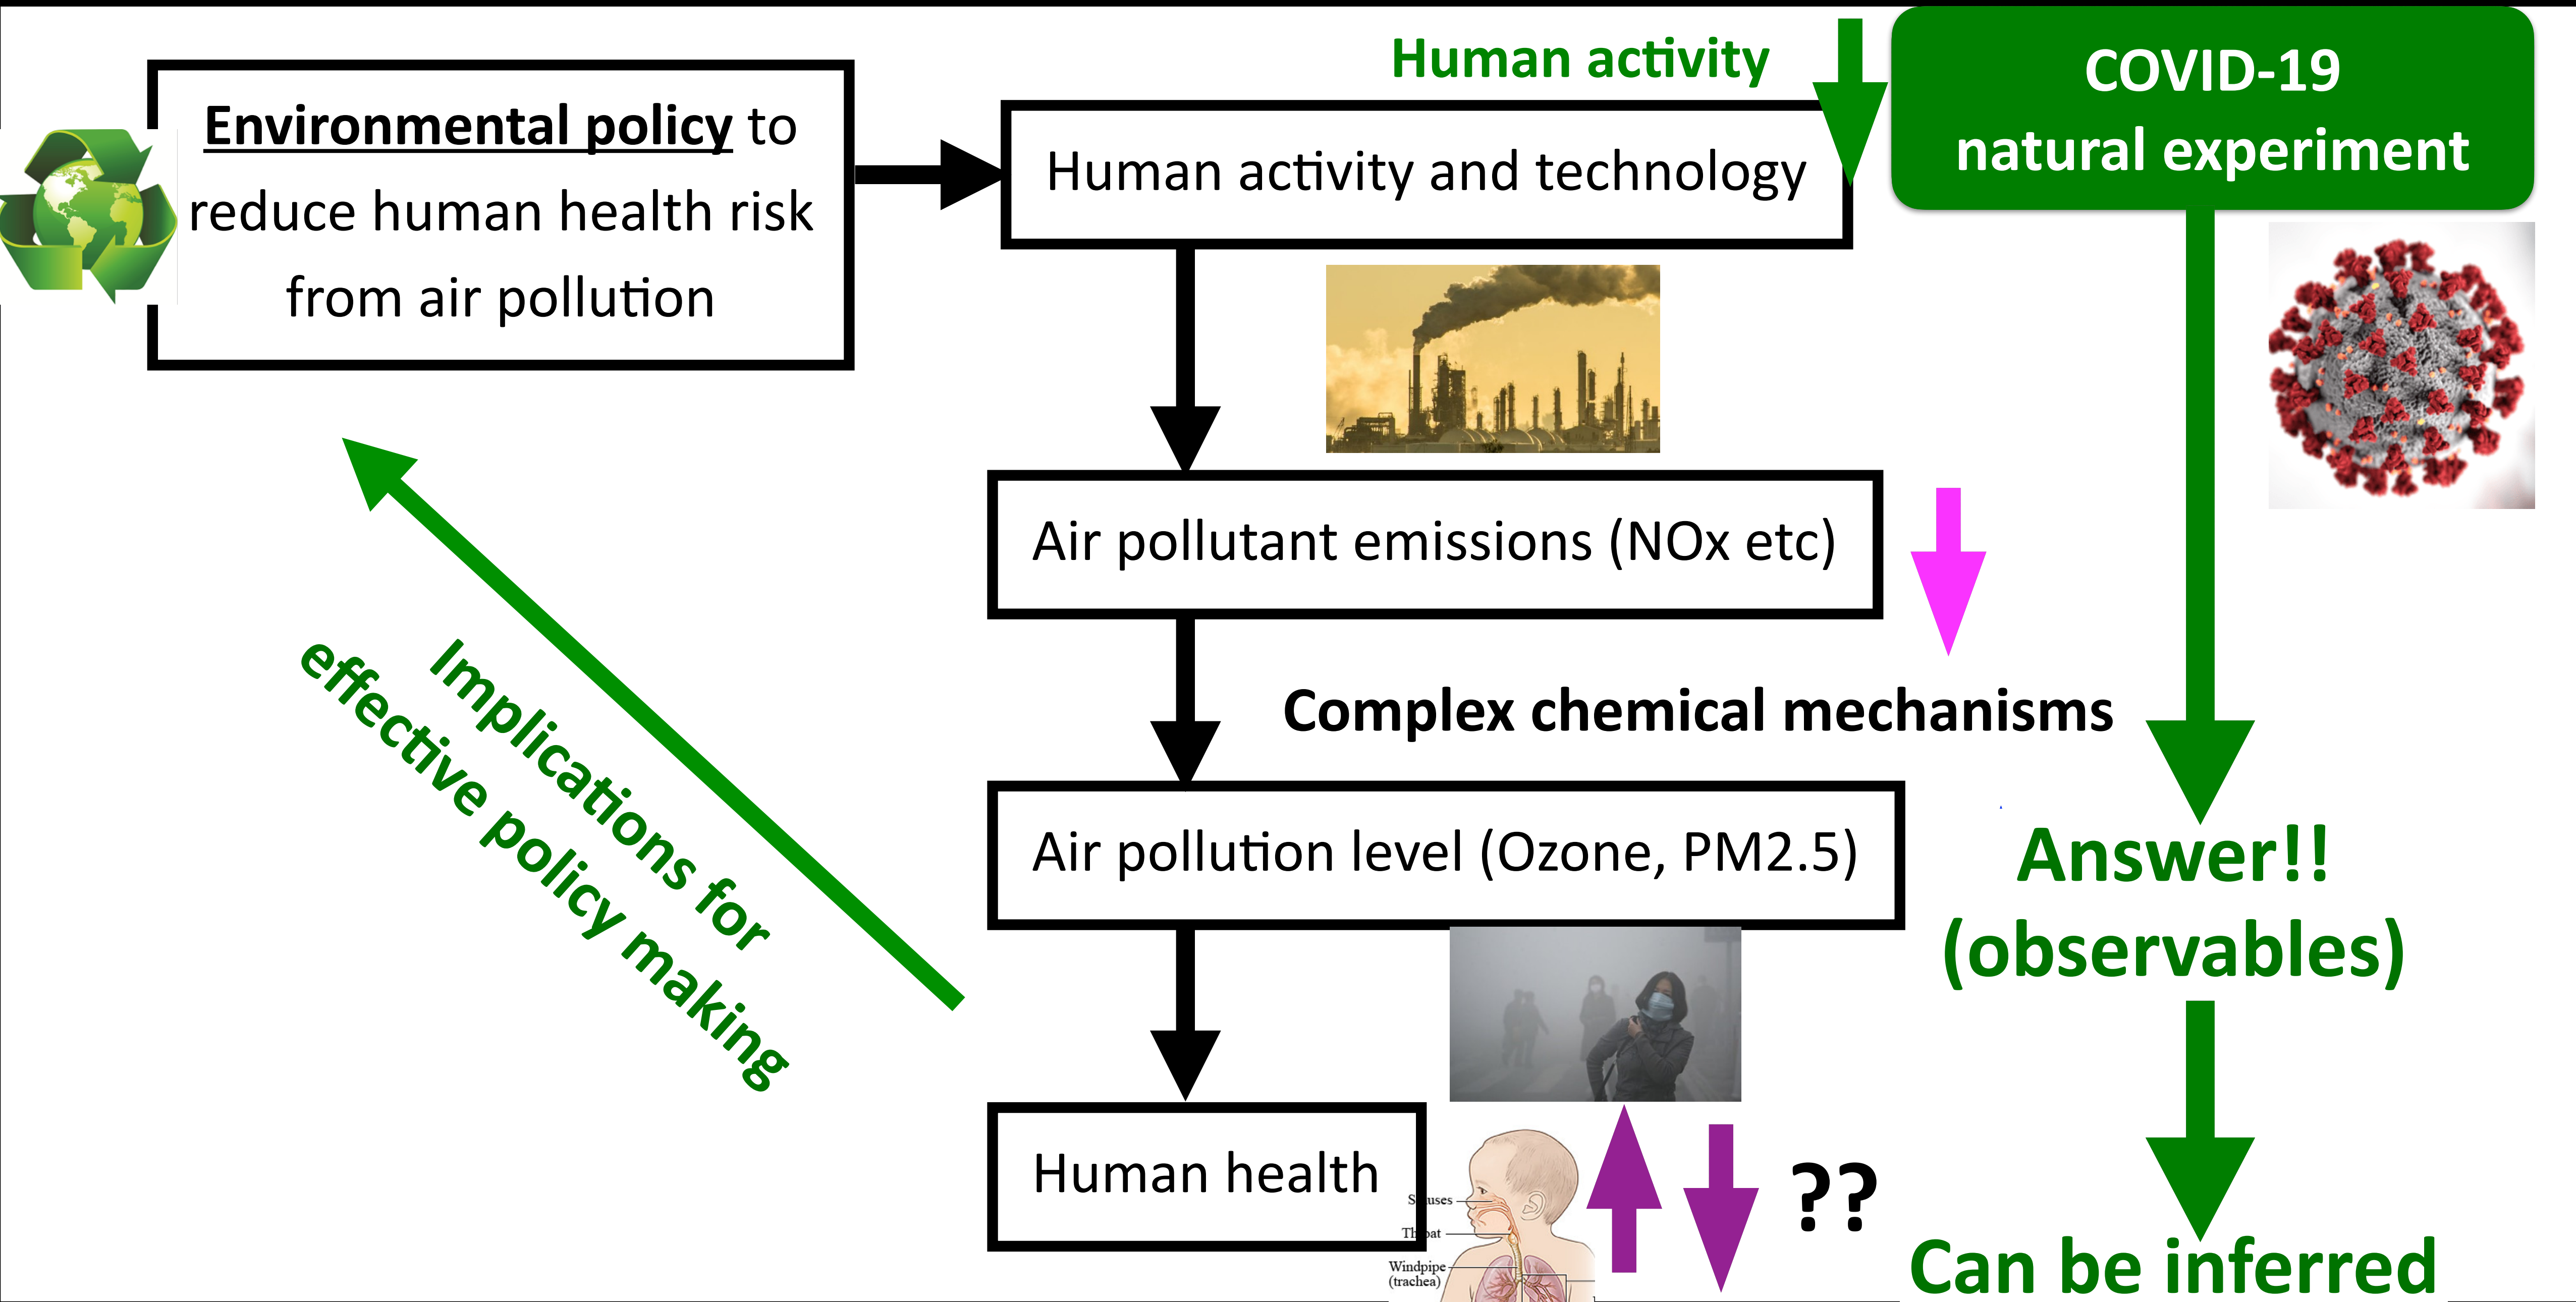 Human activity
COVID-19
natural experiment
Environmental policy to
reduce human health risk
from air pollution
Human activity and technology
Air pollutant emissions (NOx etc)
Complex chemical mechanisms
Air pollution level (Ozone, PM2.5)
Answer!!
(observables)
Implications for
effective policy making
Human health
Sinuses
Throat
Windpipe
(trachea)
??
Can be inferred